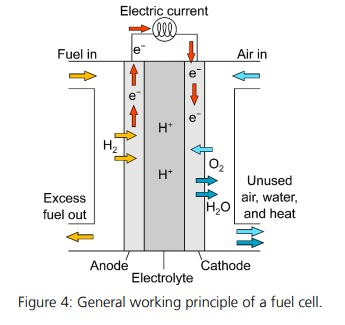 Electric current
Fuel in
e⁻
Air in
e⁻
e⁻
e⁻
H₂
H⁺
H⁺
O₂
H₂O
Excess
fuel out
Unused
air, water,
and heat
Anode
Electrolyte
Cathode
Figure 4: General working principle of a fuel cell.